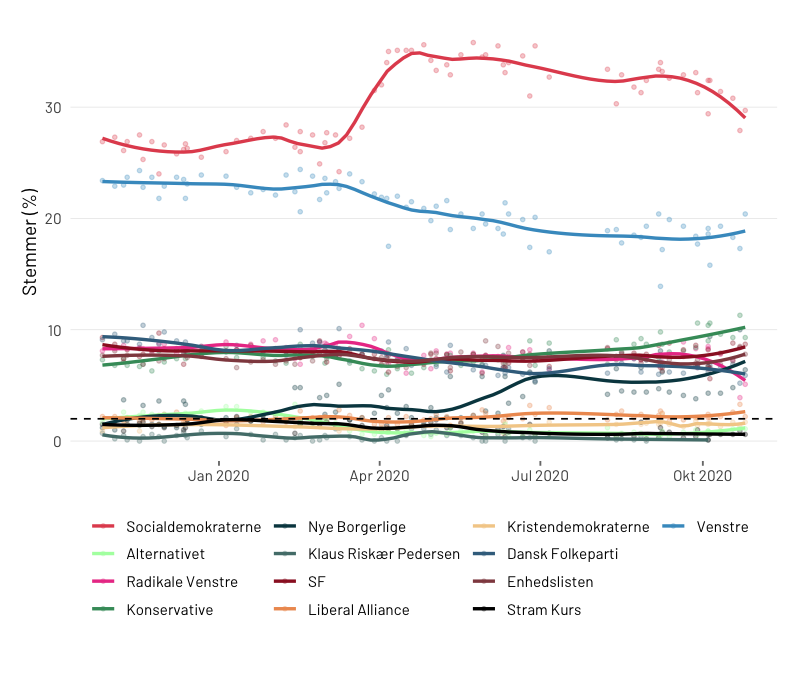 Stemmer (%)
30
20
10
0
Jan 2020 Apr 2020 Jul 2020 Okt 2020
Socialdemokraterne Nye Borgerlige Kristendemokraterne Venstre
Alternativet Klaus Riskær Pedersen Dansk Folkeparti
Radikale Venstre SF Enhedslisten
Konservative Liberal Alliance Stram Kurs